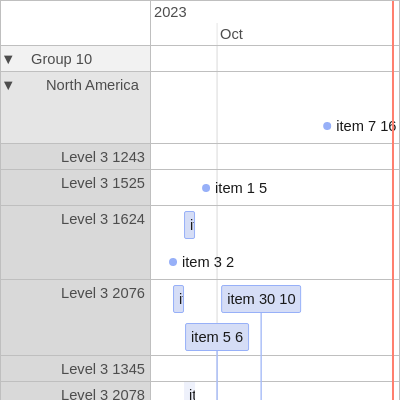 2023
Oct
▼ Group 10
▼ North America
item 7 16
Level 3 1243
Level 3 1525
item 1 5
Level 3 1624
item 3 2
Level 3 2076
item 30 10
item 5 6
Level 3 1345
Level 3 2078